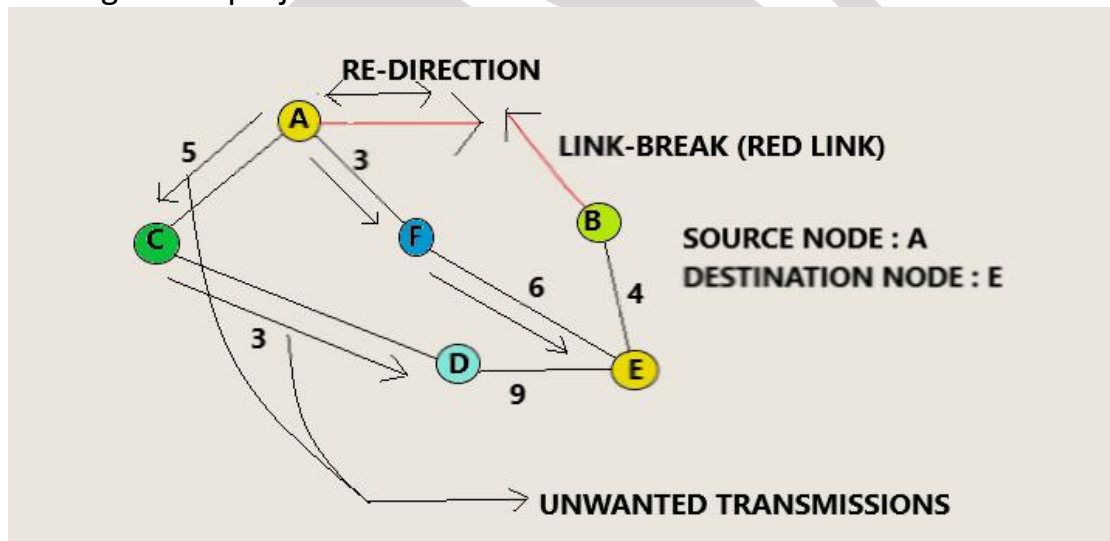 RE-DIRECTION
A
5
3
LINK-BREAK (RED LINK)
B
C
F
SOURCE NODE : A
DESTINATION NODE : E
6
4
3
D
E
9
UNWANTED TRANSMISSIONS